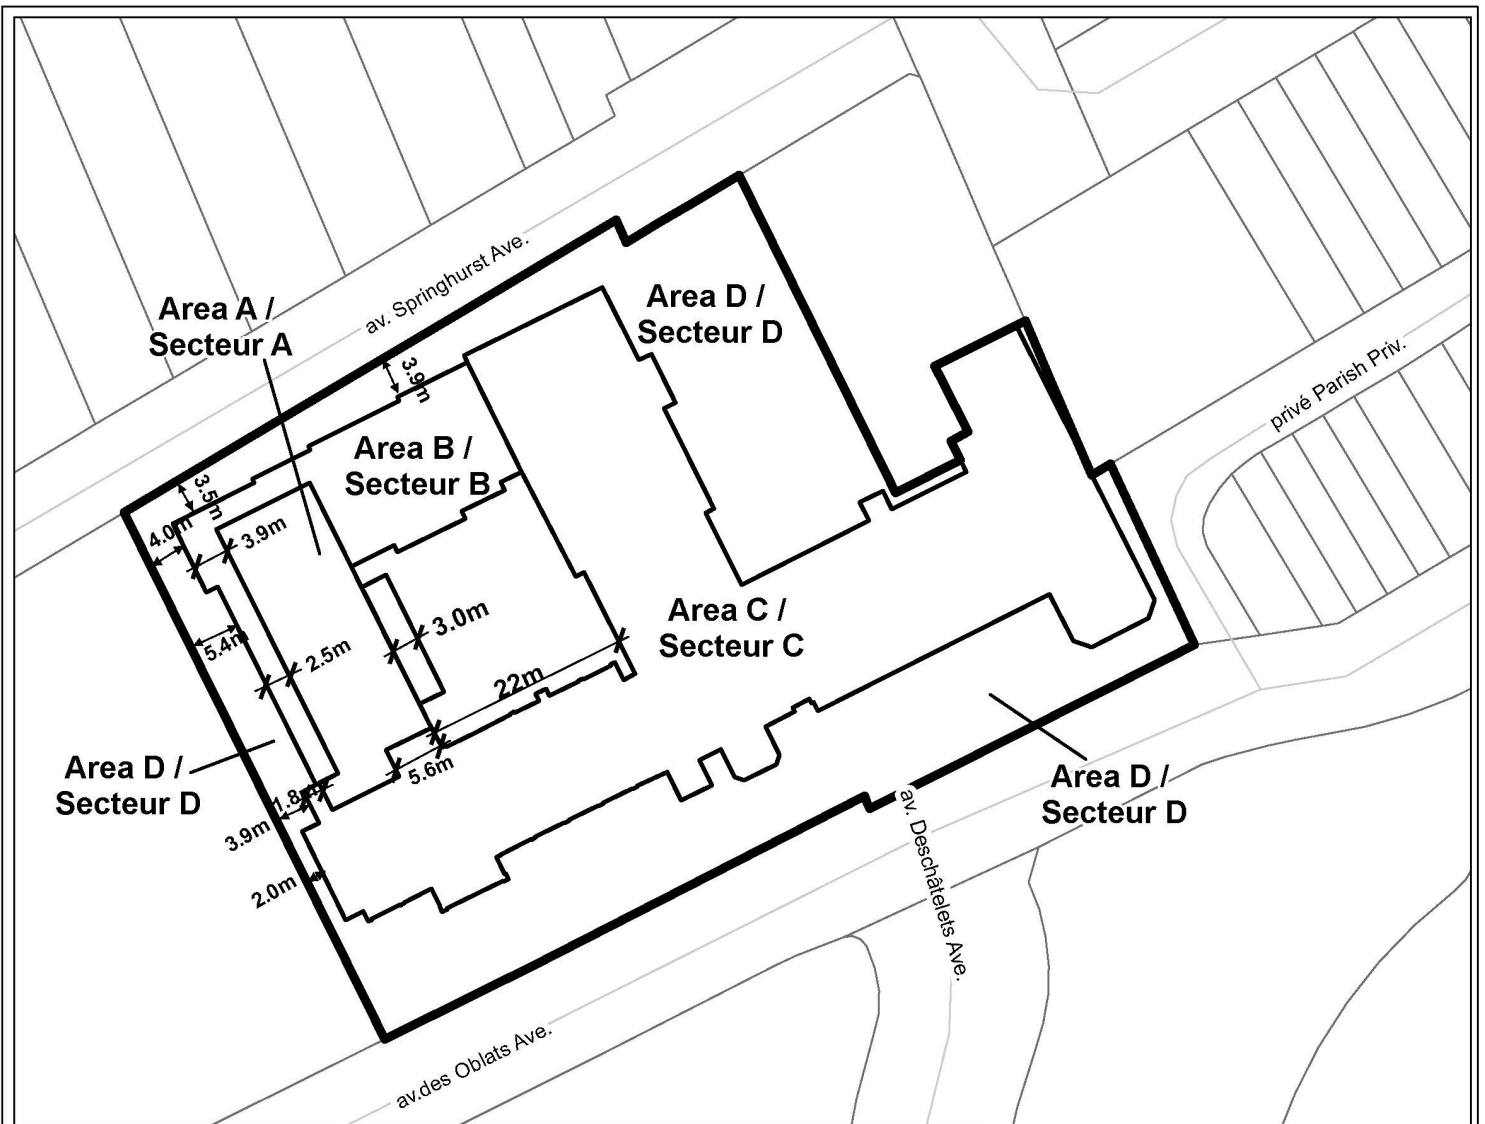 av. Springhurst Ave.
Area D /
Secteur D
Area A /
Secteur A
3.9m
privé Parish Priv.
Area B /
Secteur B
3.5m
4.0m
3.9m
3.0m
5.4m
2.5m
Area C /
Secteur C
22m
Area D /
Secteur D
5.6m
1.8m
3.9m
2.0m
Area D /
Secteur D
av. Deschâtelets Ave.
av.des Oblats Ave.